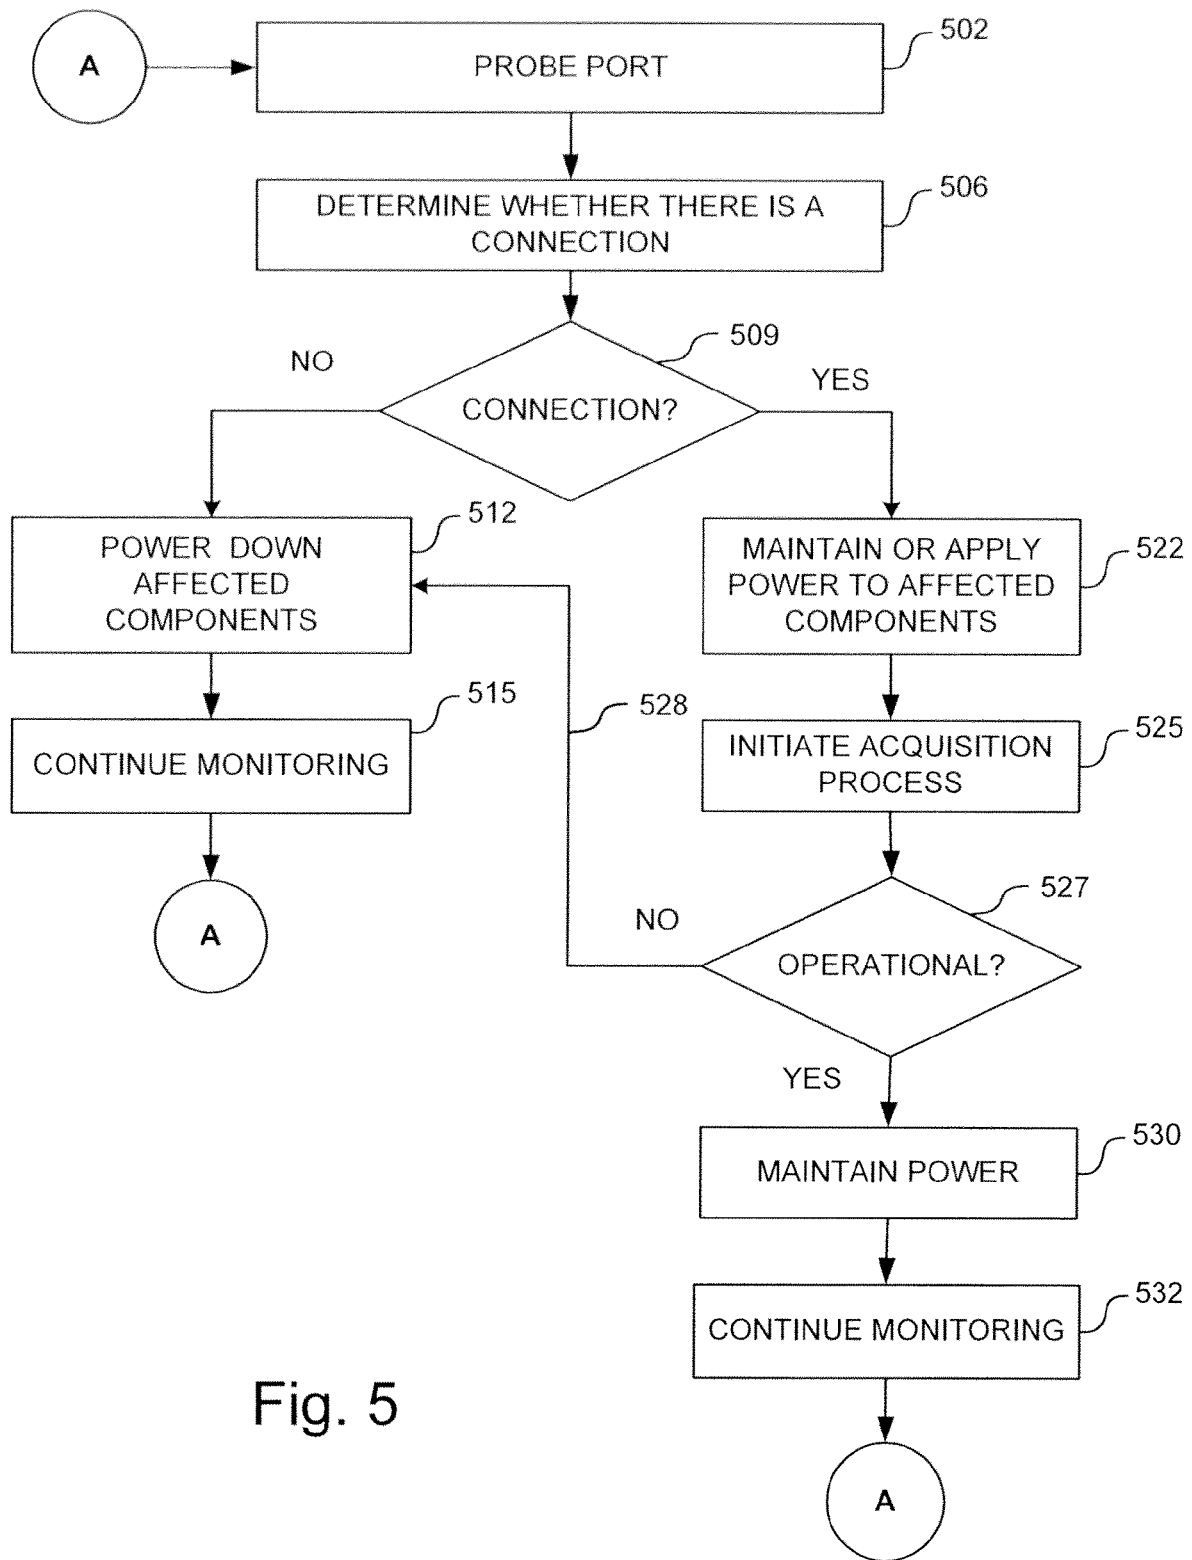 A
PROBE PORT
502
DETERMINE WHETHER THERE IS A
CONNECTION
506
CONNECTION?
509
NO
YES
POWER DOWN
AFFECTED
COMPONENTS
512
MAINTAIN OR APPLY
POWER TO AFFECTED
COMPONENTS
522
CONTINUE MONITORING
515
528
INITIATE ACQUISITION
PROCESS
525
A
OPERATIONAL?
527
NO
YES
MAINTAIN POWER
530
CONTINUE MONITORING
532
A
Fig. 5